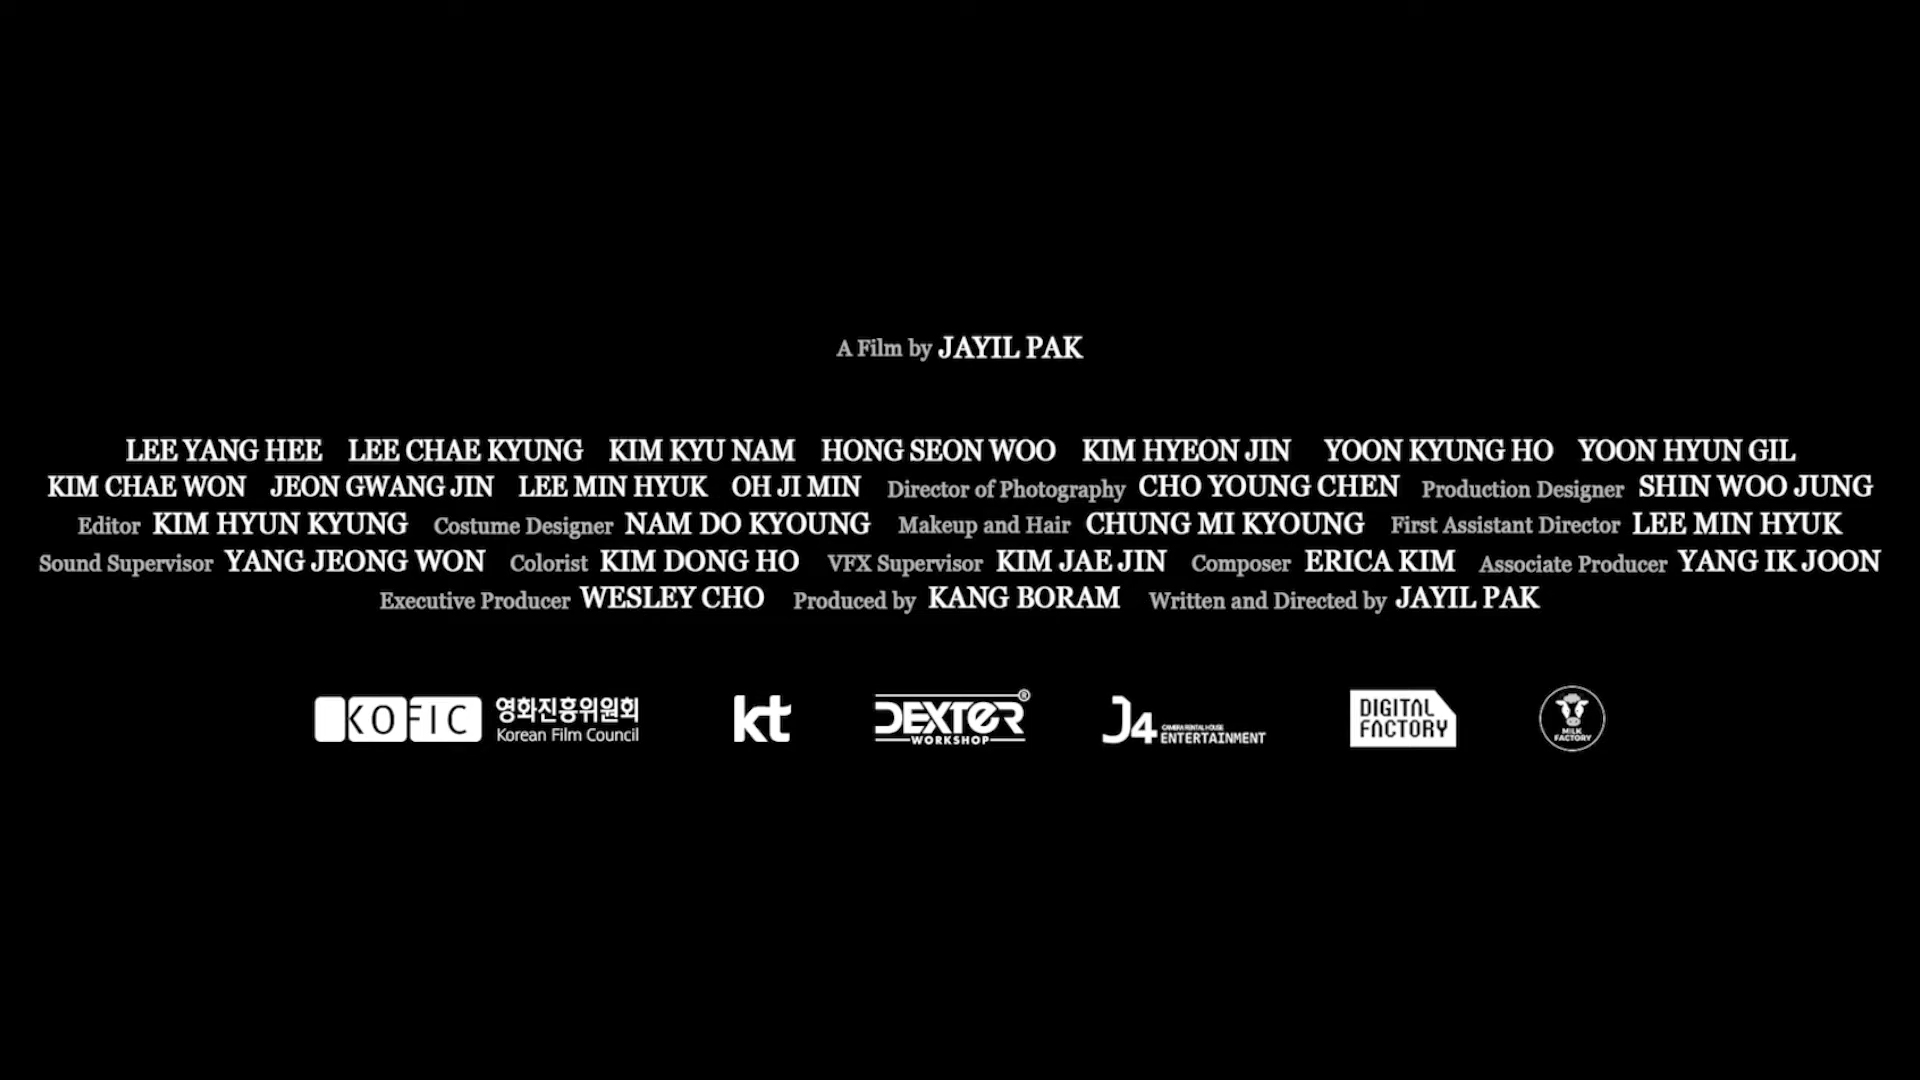 A Film by JAYIL PAK
LEE YANG HEE LEE CHAE KYUNG KIM KYU NAM HONG SEON WOO KIM HYEON JIN YOON KYUNG HO YOON HYUN GIL
KIM CHAE WON JEON GWANG JIN LEE MIN HYUK OH JI MIN Director of Photography CHO YOUNG CHEN Production Designer SHIN WOO JUNG
Editor KIM HYUN KYUNG Costume Designer NAM DO KYOUNG Makeup and Hair CHUNG MI KYOUNG First Assistant Director LEE MIN HYUK
Sound Supervisor YANG JEONG WON Colorist KIM DONG HO VFX Supervisor KIM JAE JIN Composer ERICA KIM Associate Producer YANG IK JOON
Executive Producer WESLEY CHO Produced by KANG BORAM Written and Directed by JAYIL PAK
KOFIC 영화진흥위원회
Korean Film Council
kt
DEXTER®
WORKSHOP
J4 CAMERA RENTAL HOUSE
ENTERTAINMENT
DIGITAL
FACTORY
MILK
FACTORY